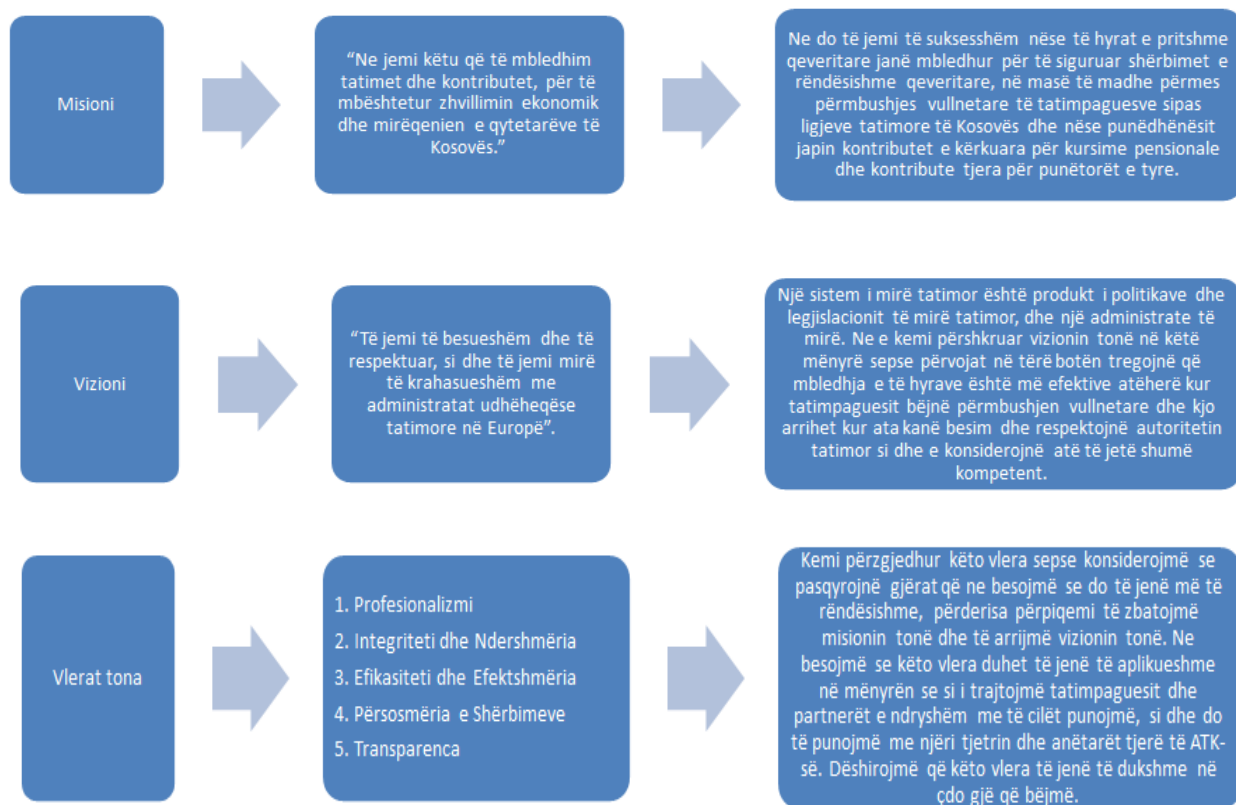 Misioni
“Ne jemi këtu që të mbledhim
tatimet dhe kontributet, për të
mbështetur zhvillimin ekonomik
dhe mirëqenien e qytetarëve të
Kosovës.”
Ne do të jemi të suksesshëm nëse të hyrat e pritshme
qeveritare janë mbledhur për të siguruar shërbimet e
rëndësishme qeveritare, në masë të madhe përmes
përmbushjes vullnetare të tatimpaguesve sipas
ligjeve tatimore të Kosovës dhe nëse punëdhënësit
japin kontributet e kërkuara për kursime pensionale
dhe kontribute tjera për punëtorët e tyre.
Vizioni
“Të jemi të besueshëm dhe të
respektuar, si dhe të jemi mirë
të krahasueshëm me
administratat udhëheqëse
tatimore në Europë”.
Një sistem i mirë tatimor është produkt i politikave dhe
legjislacionit të mirë tatimor, dhe një administrate të
mirë. Ne e kemi përshkruar vizionin tonë në këtë
mënyrë sepse përvojat në tërë botën tregojnë që
mbledhja e të hyrave është më efektive atëherë kur
tatimpaguesit bëjnë përmbushjen vullnetare dhe kjo
arrihet kur ata kanë besim dhe respektojnë autoritetin
tatimor si dhe e konsiderojnë atë të jetë shumë
kompetent.
Vlerat tona
1. Profesionalizmi
2. Integriteti dhe Ndershmëria
3. Efikasiteti dhe Efektshmëria
4. Përsosmëria e Shërbimeve
5. Transparenca
Kemi përzgjedhur këto vlera sepse konsiderojmë se
pasqyrojnë gjërat që ne besojmë se do të jenë më të
rëndësishme, përderisa përpiqemi të zbatojmë
misionin tonë dhe të arrijmë vizionin tonë. Ne
besojmë se këto vlera duhet të jenë të aplikueshme
në mënyrën se si i trajtojmë tatimpaguesit dhe
partnerët e ndryshëm me të cilët punojmë, si dhe do
të punojmë me njëri tjetrin dhe anëtarët tjerë të ATK-
së. Dëshirojmë që këto vlera të jenë të dukshme në
çdo gjë që bëjmë.